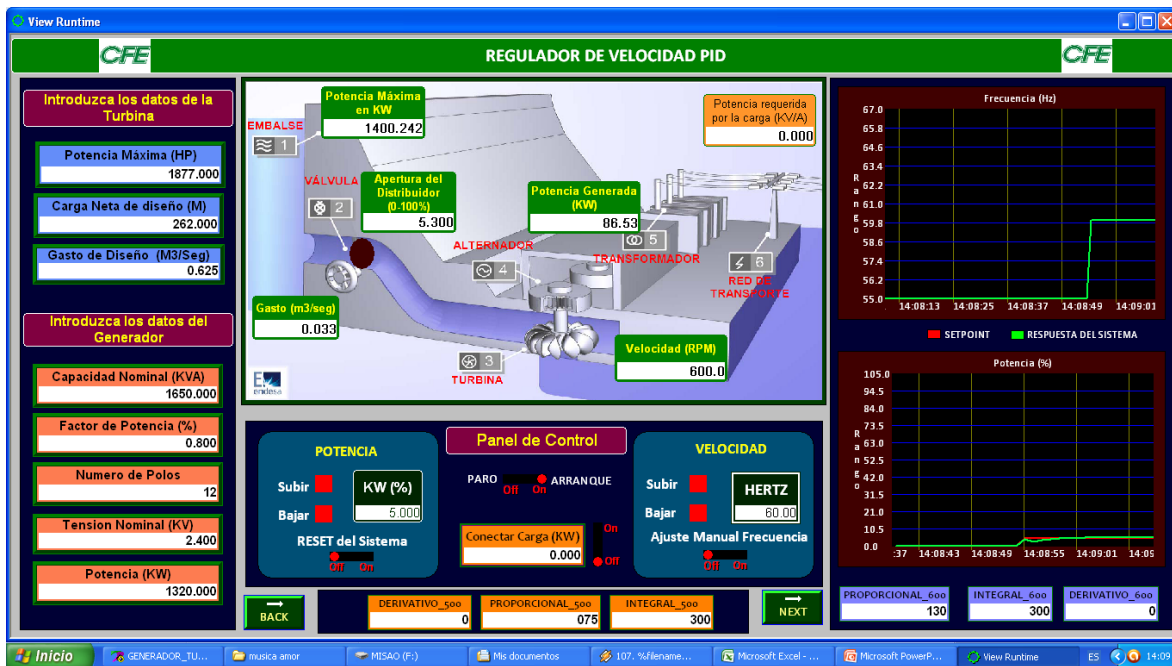 View Runtime
CFE
REGULADOR DE VELOCIDAD PID
CFE
Introduzca los datos de la
Turbina
Potencia Máxima (HP)
1877.000
Carga Neta de diseño (M)
262.000
Gasto de Diseño (M3/Seg)
0.625
Introduzca los datos del
Generador
Capacidad Nominal (KVA)
1650.000
Factor de Potencia (%)
0.800
Numero de Polos
12
Tension Nominal (KV)
2.400
Potencia (KW)
1320.000
Potencia Máxima
en KW
1400.242
EMBALSE
1
VÁLVULA
2
Apertura del
Distribuidor
(0-100%)
5.300
Potencia requerida
por la carga (KV/A)
0.000
Potencia Generada
(KW)
86.53
ALTERNADOR
4
5
TRANSFORMADOR
6
RED DE
TRANSPORTE
Gasto (m3/seg)
0.033
3
TURBINA
Velocidad (RPM)
600.0
endesa
Panel de Control
POTENCIA
Subir
Bajar
KW (%)
5.000
RESET del Sistema
Off On
PARO
ARRANQUE
Off On
Conectar Carga (KW)
0.000
On
Off
VELOCIDAD
Subir
Bajar
HERTZ
60.00
Ajuste Manual Frecuencia
Off On
BACK
DERIVATIVO_500
0
PROPORCIONAL_500
075
INTEGRAL_500
300
NEXT
Frecuencia (Hz)
Rango
67.0
65.8
64.6
63.4
62.2
61.0
59.8
58.6
57.4
56.2
55.0
14:08:13 14:08:25 14:08:37 14:08:49 14:09:01
SETPOINT
RESPUESTA DEL SISTEMA
Potencia (%)
Rango
105.0
94.5
84.0
73.5
63.0
52.5
42.0
31.5
21.0
10.5
0.0
:37 14:08:43 14:08:49 14:08:55 14:09:01 14:09
PROPORCIONAL_600
130
INTEGRAL_600
300
DERIVATIVO_600
0
Inicio
GENERADOR_TU...
musica amor
MISAO (F:)
Mis documentos
107. %filename...
Microsoft Excel - ...
Microsoft PowerP...
View Runtime
ES
14:09